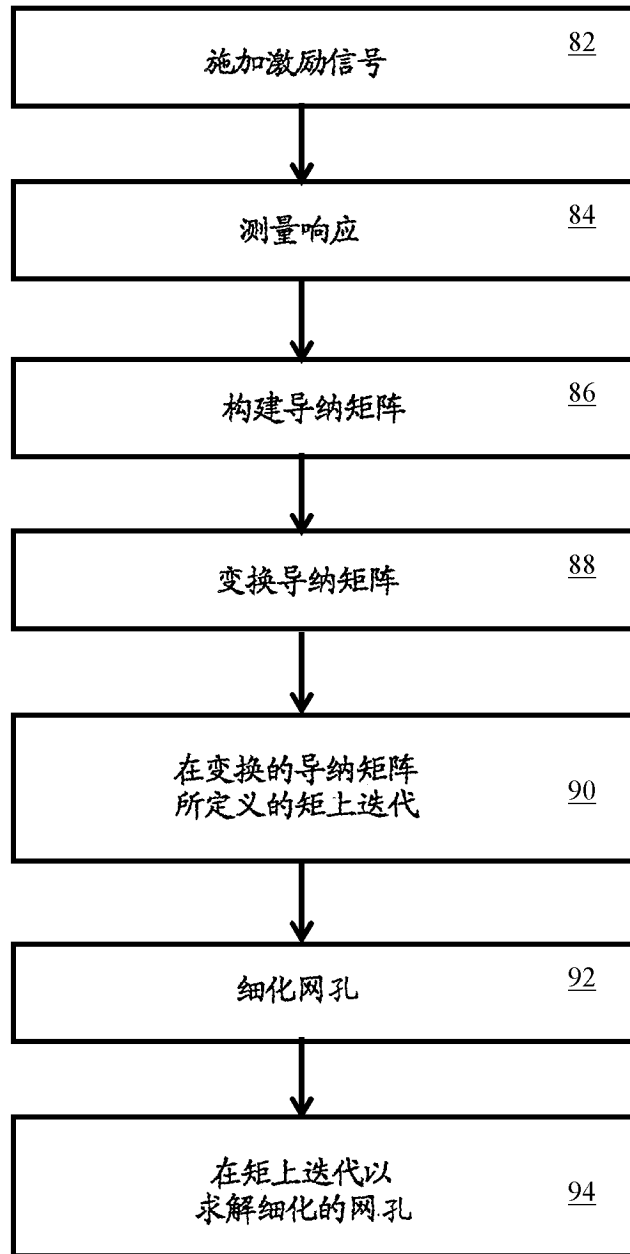 施加激励信号 82
测量响应 84
构建导纳矩阵 86
变换导纳矩阵 88
在变换的导纳矩阵
所定义的矩上迭代 90
细化网孔 92
在矩上迭代以
求解细化的网孔 94